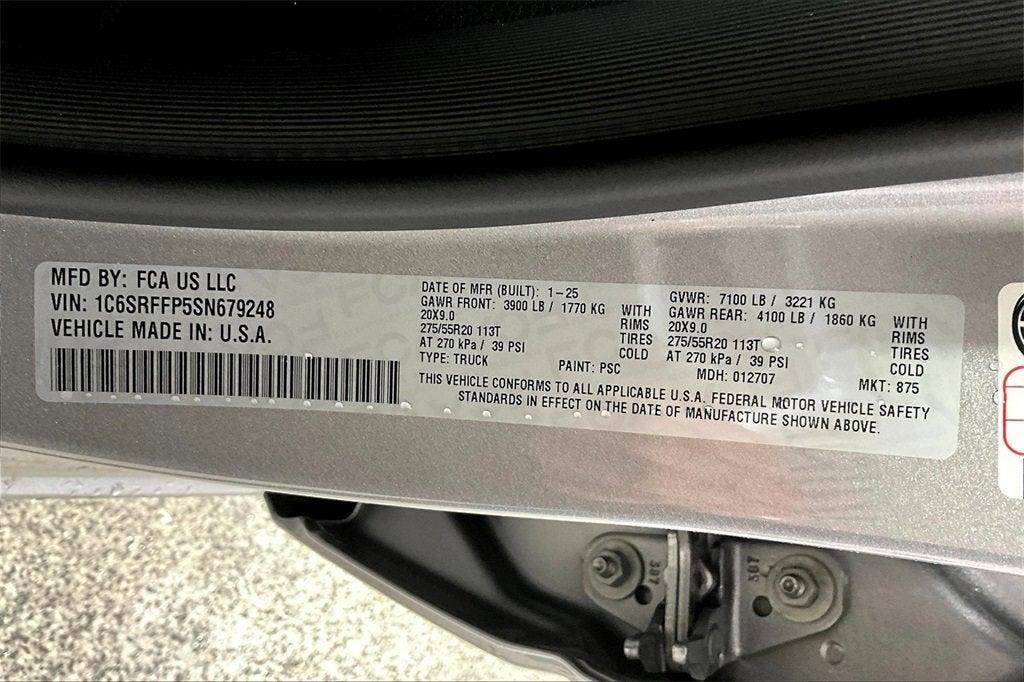 MFD BY: FCA US LLC
VIN: 1C6SRFFP5SN679248
VEHICLE MADE IN: U.S.A.
DATE OF MFR (BUILT): 1-25
GAWR FRONT: 3900 LB / 1770 KG WITH
20X9.0 RIMS
275/55R20 113T TIRES
AT 270 kPa / 39 PSI COLD
TYPE: TRUCK PAINT: PSC
GVWR: 7100 LB / 3221 KG
GAWR REAR: 4100 LB / 1860 KG WITH
20X9.0 RIMS
275/55R20 113T TIRES
AT 270 kPa / 39 PSI COLD
MDH: 012707 MKT: 875
THIS VEHICLE CONFORMS TO ALL APPLICABLE U.S.A. FEDERAL MOTOR VEHICLE SAFETY
STANDARDS IN EFFECT ON THE DATE OF MANUFACTURE SHOWN ABOVE.
387